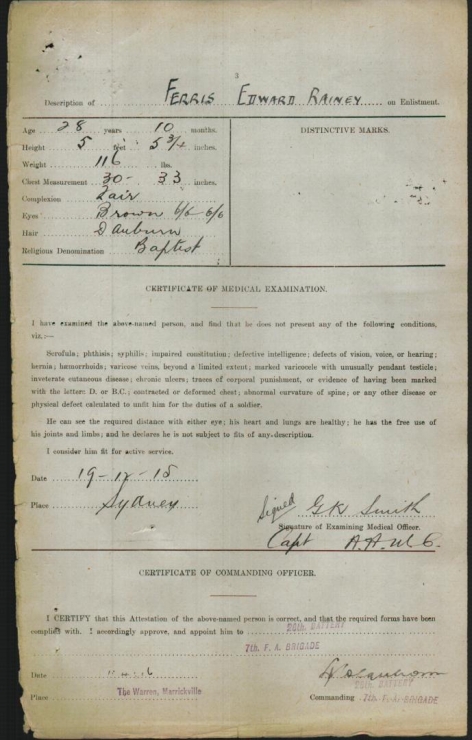 3
Description of FERRIS EDWARD RAINEY on Enlistment.
Age 28 years 10 months.
Height 5 feet 5 3/4 inches.
Weight 116 lbs.
Chest Measurement 30- 33 inches.
Complexion Fair
Eyes Brown 6/6 6/6
Hair D Auburn
Religious Denomination Baptist
DISTINCTIVE MARKS.
CERTIFICATE OF MEDICAL EXAMINATION.
I have examined the above-named person, and find that he does not present any of the following conditions,
viz.:—
Scrofula; phthisis; syphilis; impaired constitution; defective intelligence; defects of vision, voice, or hearing;
hernia; hæmorrhoids; varicose veins, beyond a limited extent; marked varicocele with unusually pendant testicle;
inveterate cutaneous disease; chronic ulcers; traces of corporal punishment, or evidence of having been marked
with the letters D. or B.C.; contracted or deformed chest; abnormal curvature of spine; or any other disease or
physical defect calculated to unfit him for the duties of a soldier.
He can see the required distance with either eye; his heart and lungs are healthy; he has the free use of
his joints and limbs; and he declares he is not subject to fits of any description.
I consider him fit for active service.
Date
Place Sydney
Signed GK Smith
Signature of Examining Medical Officer.
Capt A.A.M.C.
CERTIFICATE OF COMMANDING OFFICER.
I CERTIFY that this Attestation of the above-named person is correct, and that the required forms have been
complied with. I accordingly approve, and appoint him to 26th. BATTERY
7th. F. A. BRIGADE
Date
Place The Warren, Marrickville
26th. BATTERY
Commanding 7th. F. A. BRIGADE